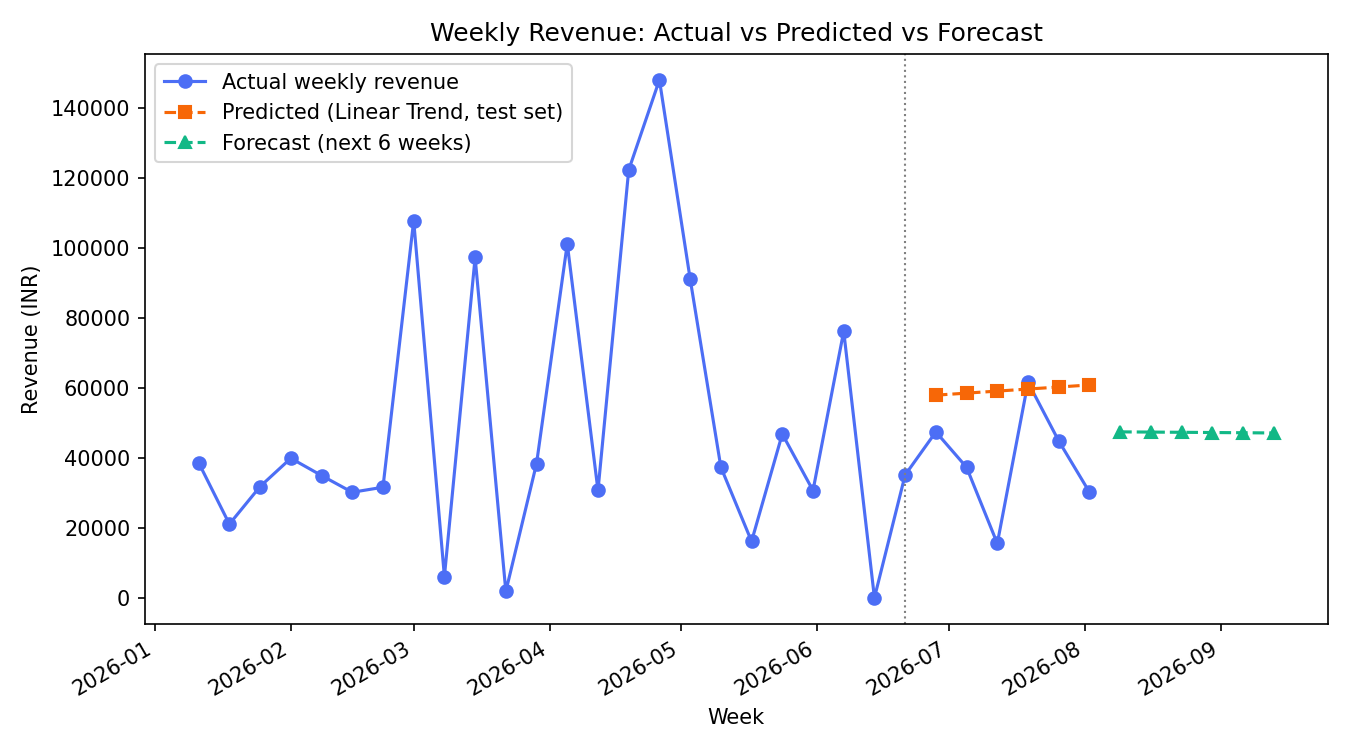 Weekly Revenue: Actual vs Predicted vs Forecast
Actual weekly revenue
Predicted (Linear Trend, test set)
Forecast (next 6 weeks)
Revenue (INR)
140000
120000
100000
80000
60000
40000
20000
0
2026-01
2026-02
2026-03
2026-04
2026-05
2026-06
2026-07
2026-08
2026-09
Week